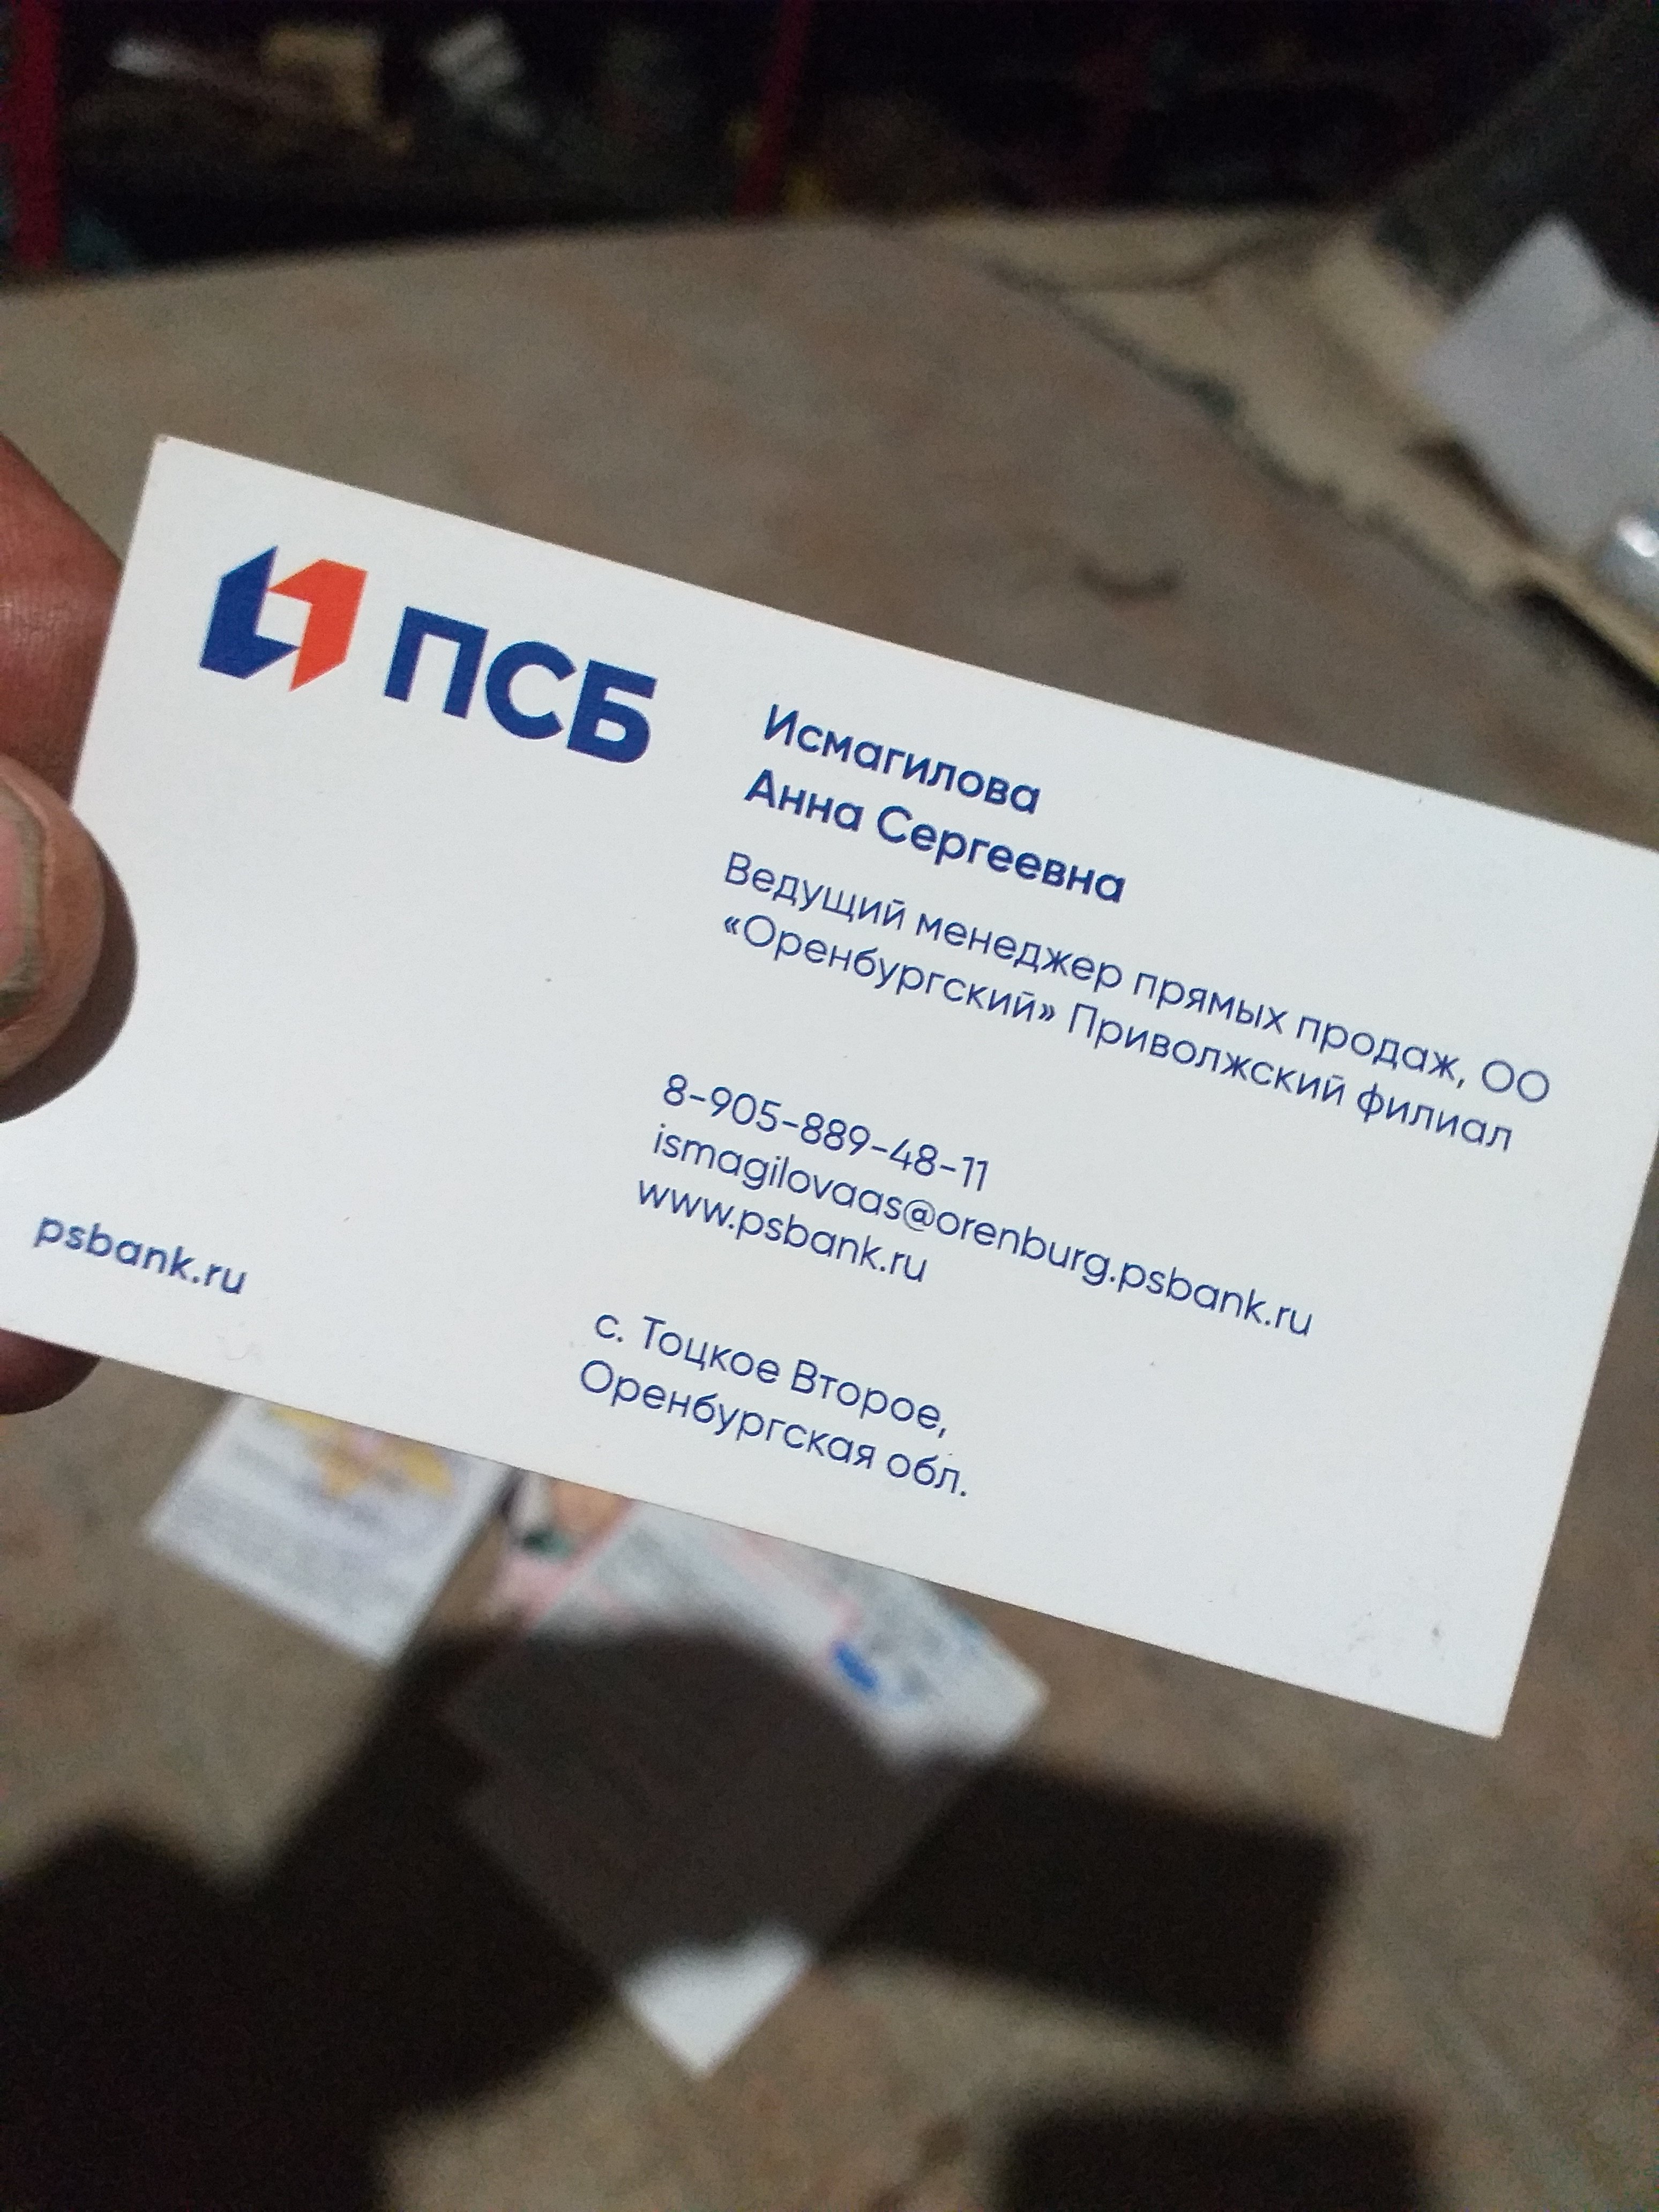 ПСБ
Исмагилова
Анна Сергеевна
Ведущий менеджер прямых продаж, ОО
«Оренбургский» Приволжский филиал
8-905-889-48-11
ismagilovaas@orenburg.psbank.ru
www.psbank.ru
psbank.ru
с. Тоцкое Второе,
Оренбургская обл.